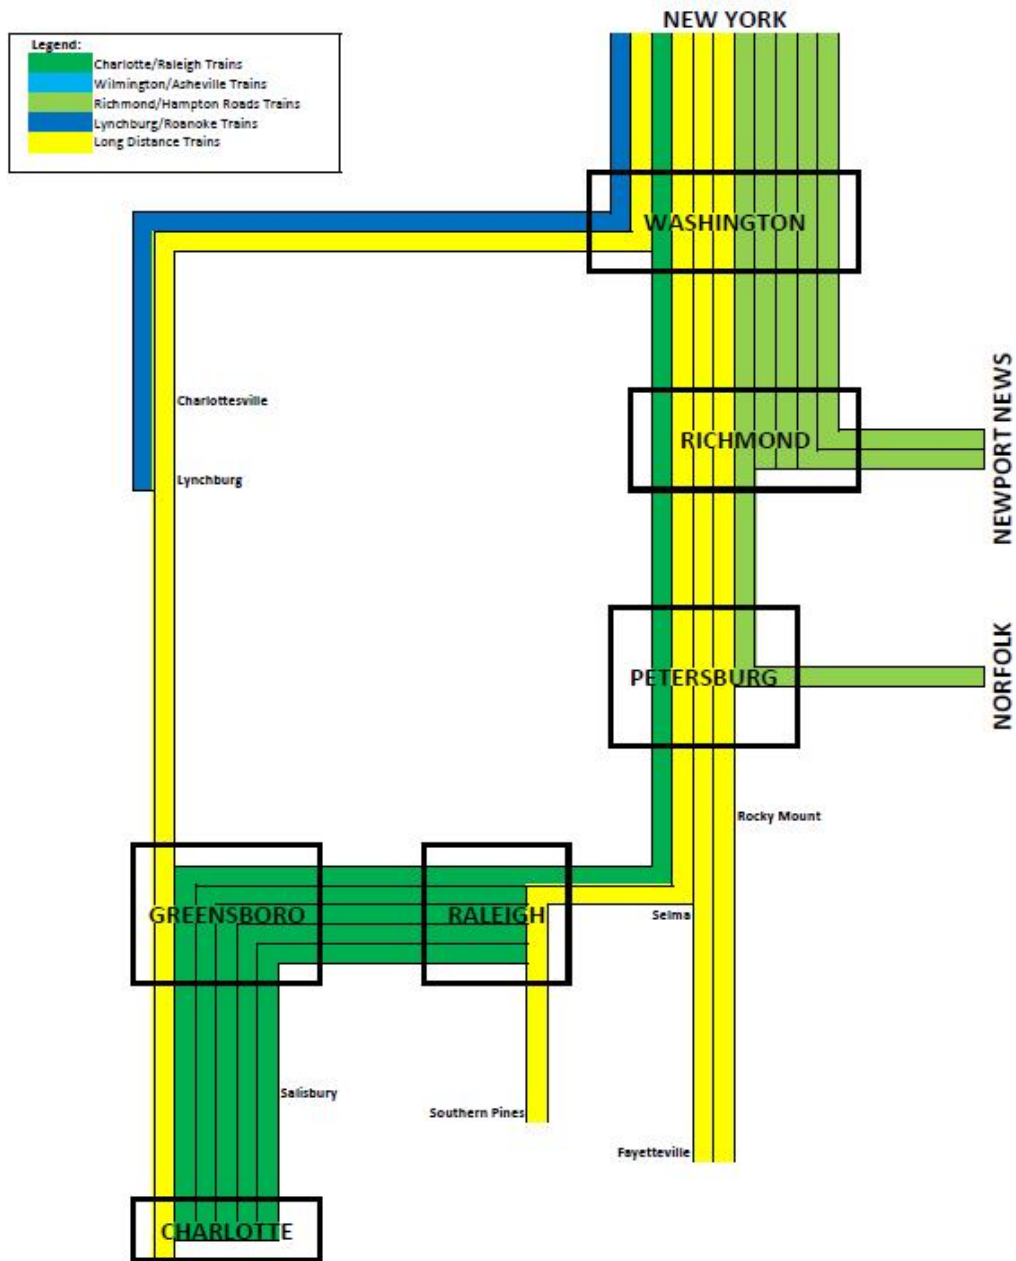 NEW YORK
Legend:
Charlotte/Raleigh Trains
Wilmington/Asheville Trains
Richmond/Hampton Roads Trains
Lynchburg/Roanoke Trains
Long Distance Trains
WASHINGTON
Charlottesville
RICHMOND
NEWPORT NEWS
Lynchburg
PETERSBURG
NORFOLK
Rocky Mount
GREENSBORO
RALEIGH
Selma
Salisbury
Southern Pines
Fayetteville
CHARLOTTE